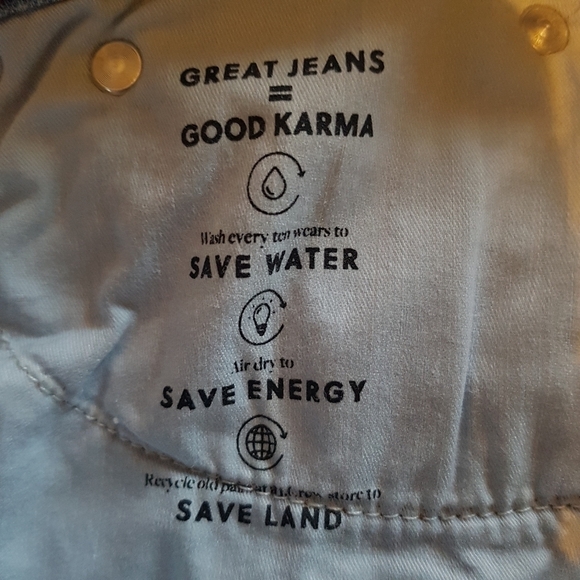 GREAT JEANS
=
GOOD KARMA
Wash every ten wears to
SAVE WATER
Air dry to
SAVE ENERGY
Recycle old at store to
SAVE LAND